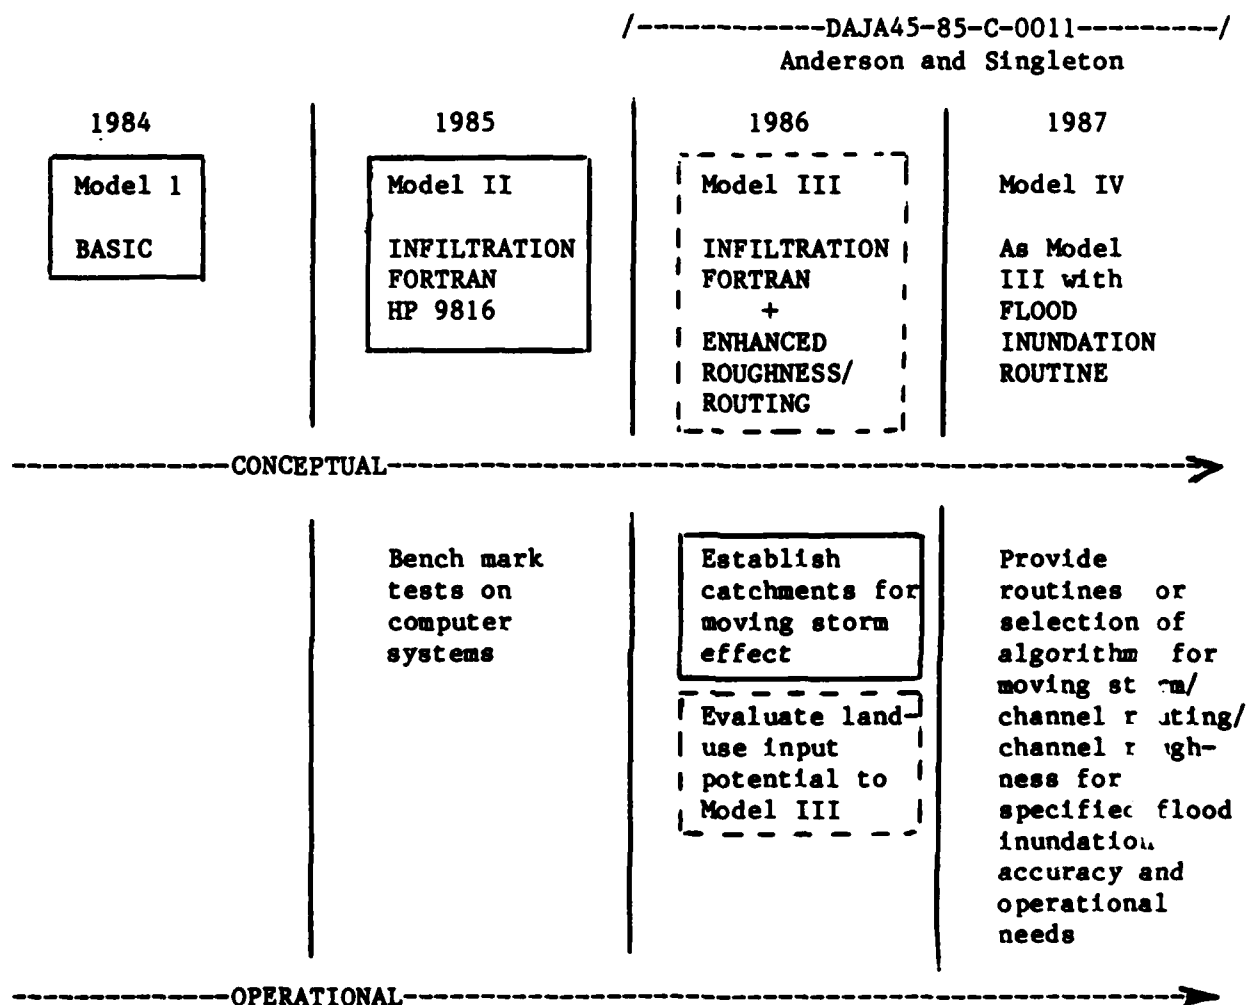 /------------DAJA45-85-C-0011---------/
Anderson and Singleton
1984
Model 1
BASIC
1985
Model II
INFILTRATION
FORTRAN
HP 9816
1986
Model III
INFILTRATION
FORTRAN
+
ENHANCED
ROUGHNESS/
ROUTING
1987
Model IV
As Model
III with
FLOOD
INUNDATION
ROUTINE
CONCEPTUAL
Bench mark
tests on
computer
systems
Establish
catchments for
moving storm
effect
Evaluate land-
use input
potential to
Model III
Provide
routines or
selection of
algorithm for
moving
channel
channel
ness for
flood
accuracy and
operational
needs
OPERATIONAL